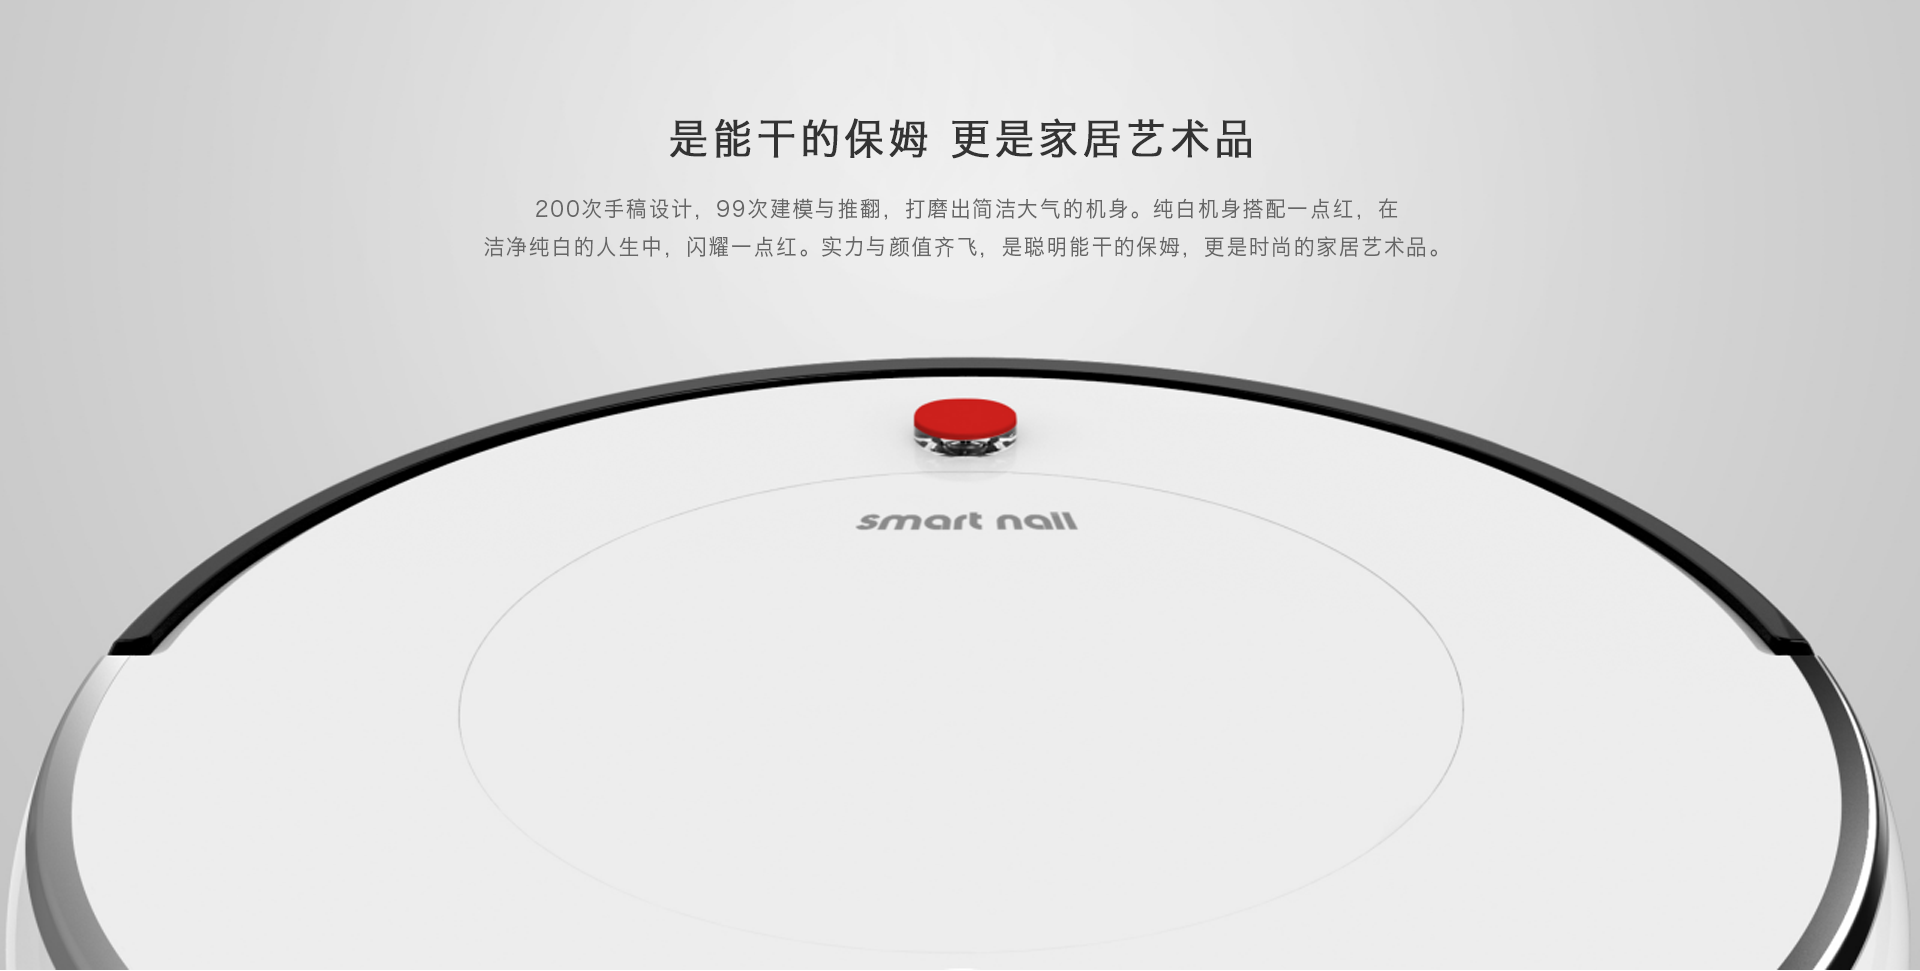 是能干的保姆 更是家居艺术品
200次手稿设计，99次建模与推翻，打磨出简洁大气的机身。纯白机身搭配一点红，在
洁净纯白的人生中，闪耀一点红。实力与颜值齐飞，是聪明能干的保姆，更是时尚的家居艺术品。
smart nall